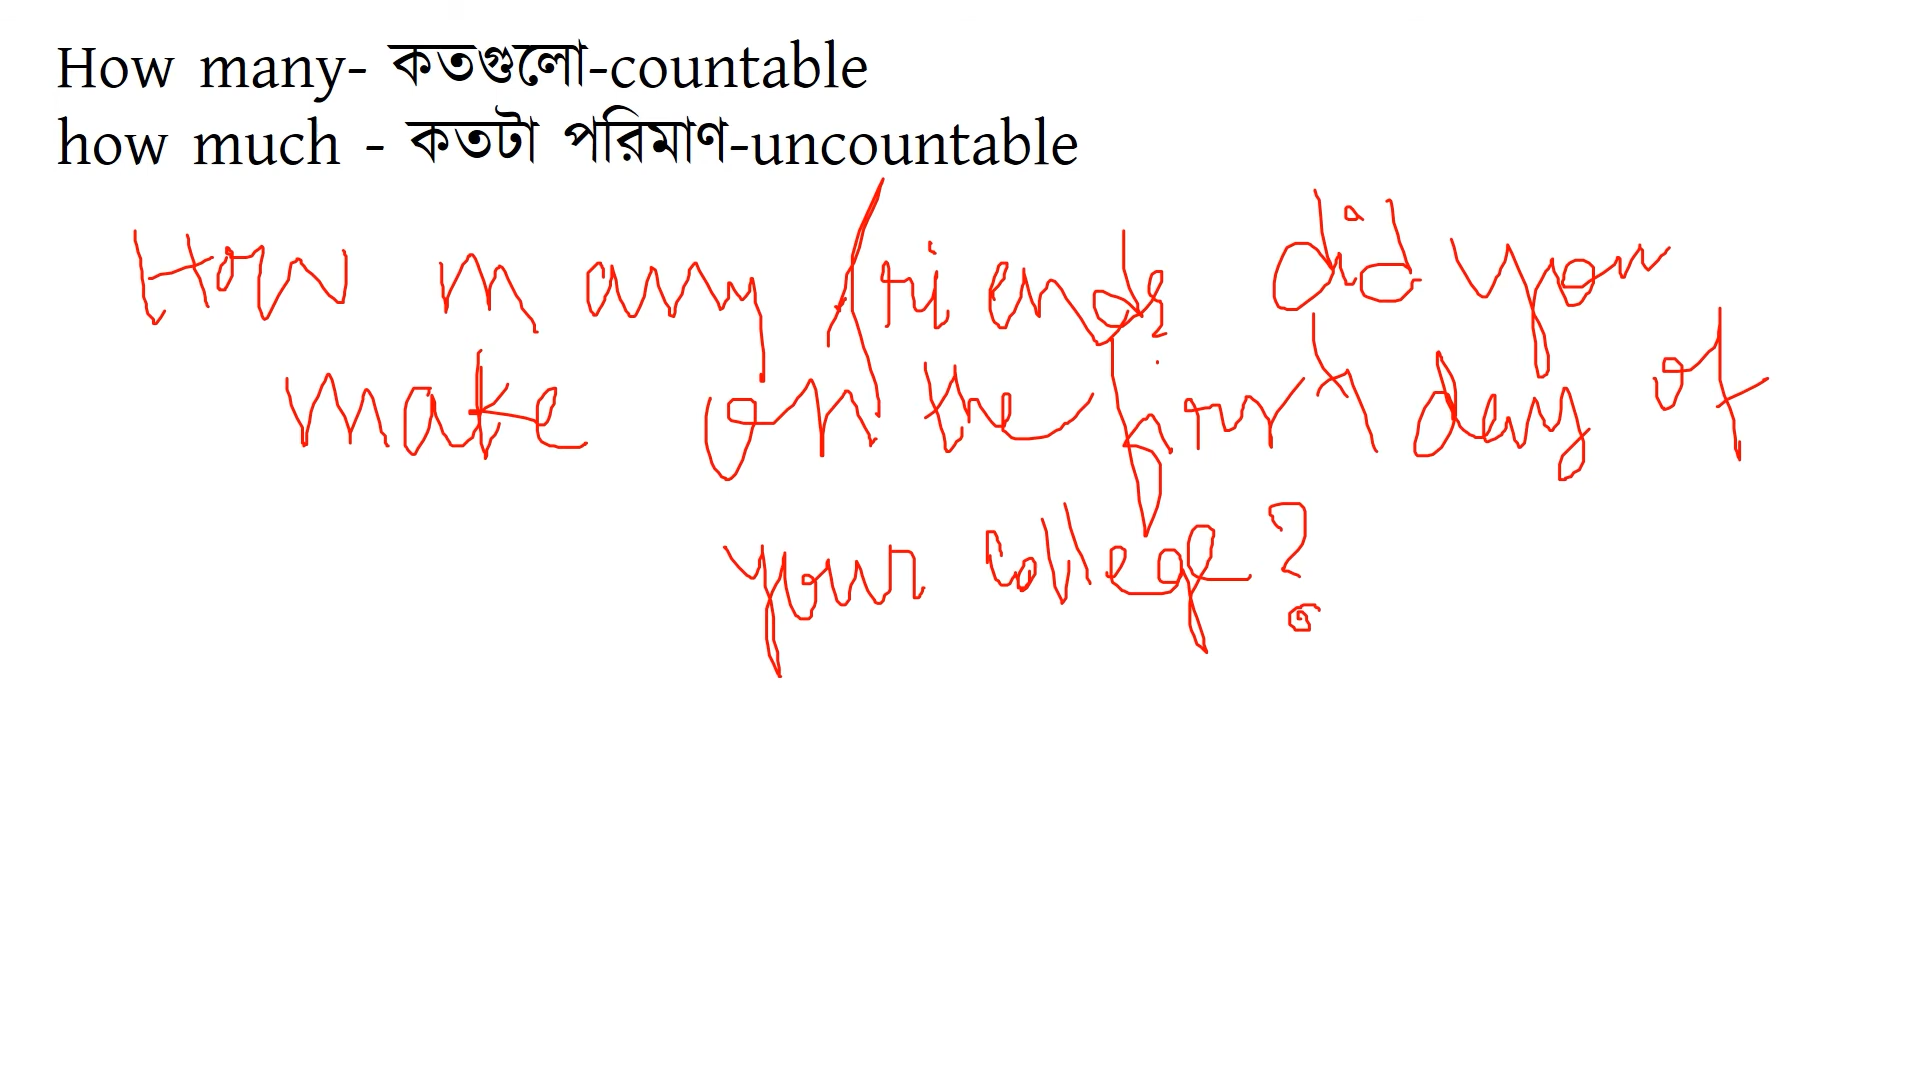 How many- কতগুলো-countable
how much - কতটা পরিমাণ-uncountable
How many friends did you
make on the first day of
your college?